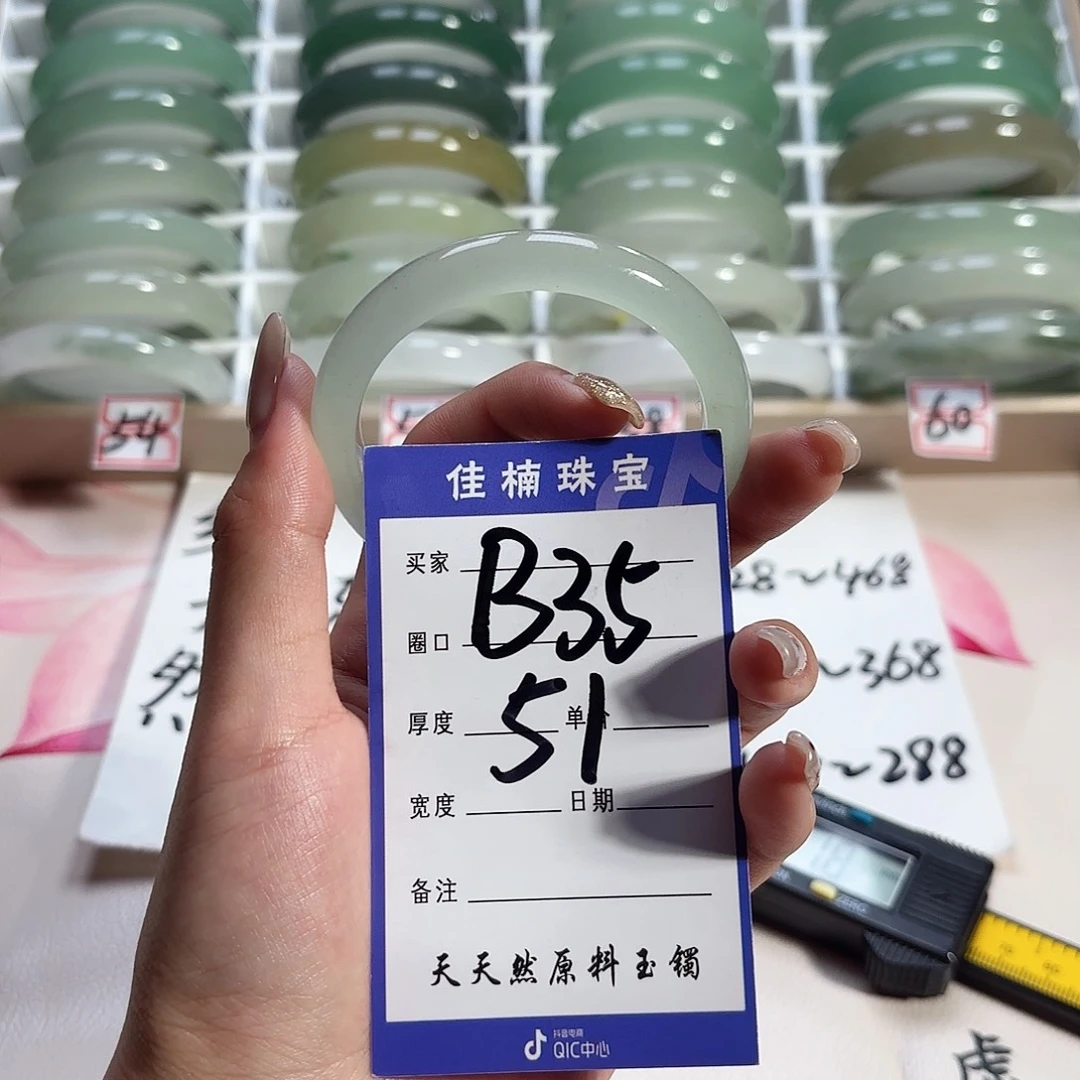 54
60
佳楠珠宝
买家 B35
圈口
厚度 51 单价
宽度 日期
备注
天天然原料玉镯
抖音电商
QIC中心
28～468
～368
～288
虎